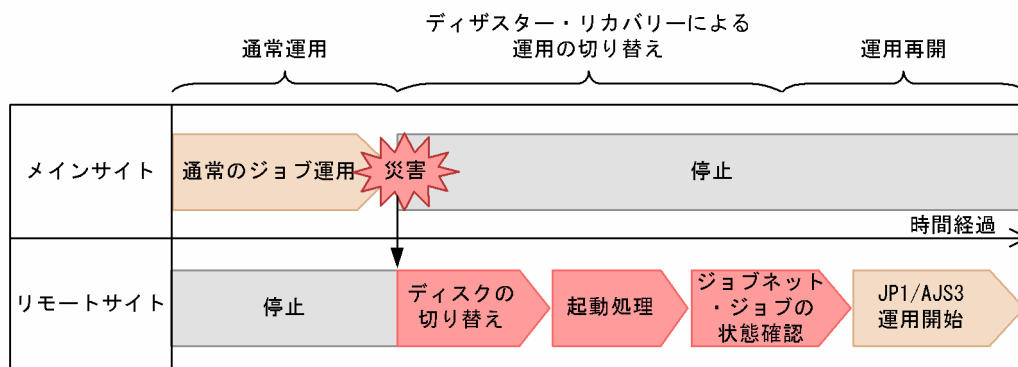 ディザスター・リカバリーによる
通常運用
運用の切り替え
運用再開
メインサイト
通常のジョブ運用
災害
停止
時間経過
リモートサイト
停止
ディスクの
切り替え
起動処理
ジョブネット
・ジョブの
状態確認
JP1/AJS3
運用開始